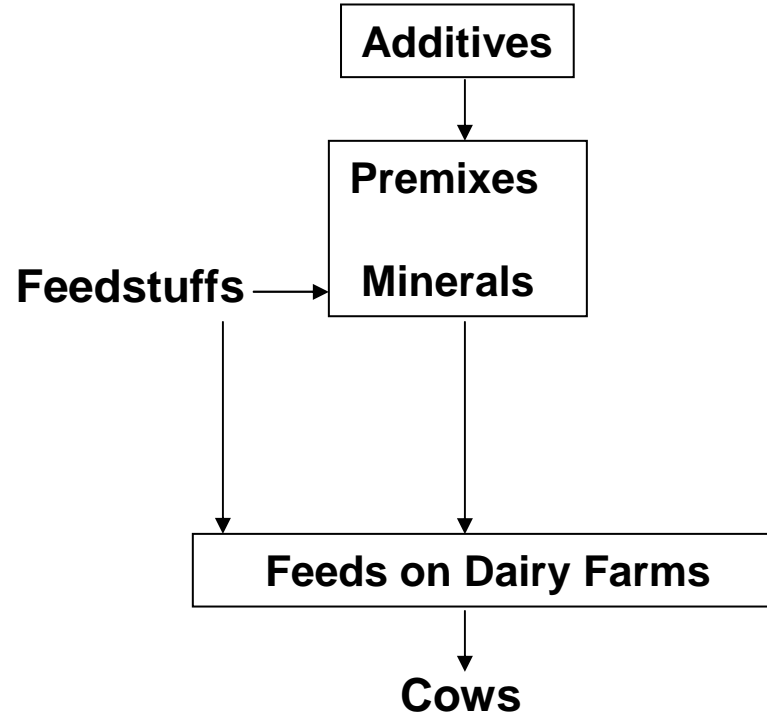 Additives
Premixes
Minerals
Feedstuffs
Feeds on Dairy Farms
Cows